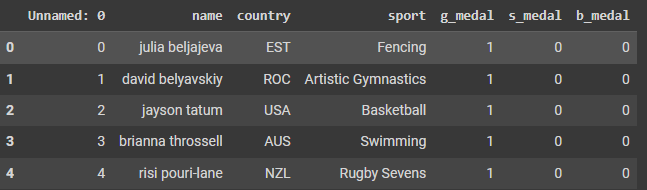 Unnamed: 0 name country sport g_medal s_medal b_medal
0 0 julia beljajeva EST Fencing 1 0 0
1 1 david belyavskiy ROC Artistic Gymnastics 1 0 0
2 2 jayson tatum USA Basketball 1 0 0
3 3 brianna throssell AUS Swimming 1 0 0
4 4 risi pouri-lane NZL Rugby Sevens 1 0 0